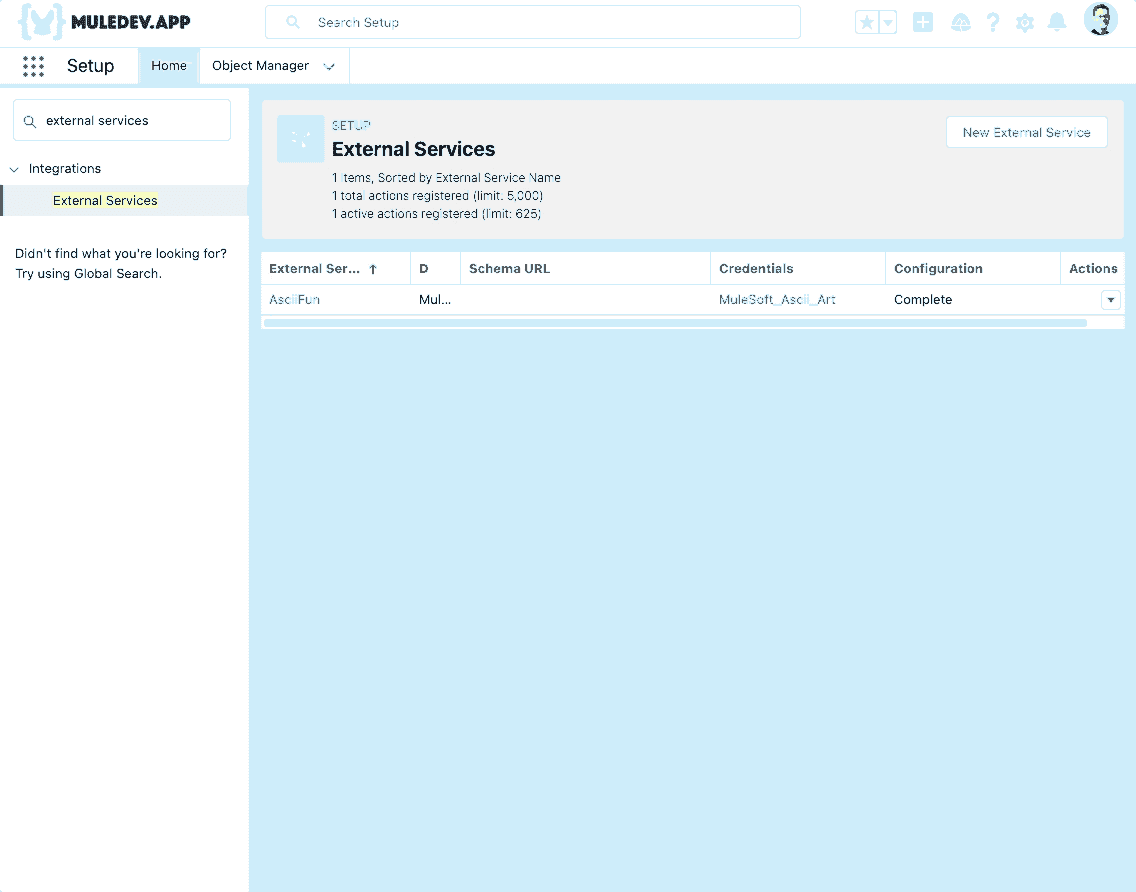 MULEDEV.APP
Search Setup
Setup
Home
Object Manager
external services
Integrations
External Services
Didn't find what you're looking for?
Try using Global Search.
SETUP
External Services
New External Service
1 Items, Sorted by External Service Name
1 total actions registered (limit: 5,000)
1 active actions registered (limit: 625)
External Ser... ↑ D Schema URL Credentials Configuration Actions
AsciiFun Mul... MuleSoft_Ascii_Art Complete